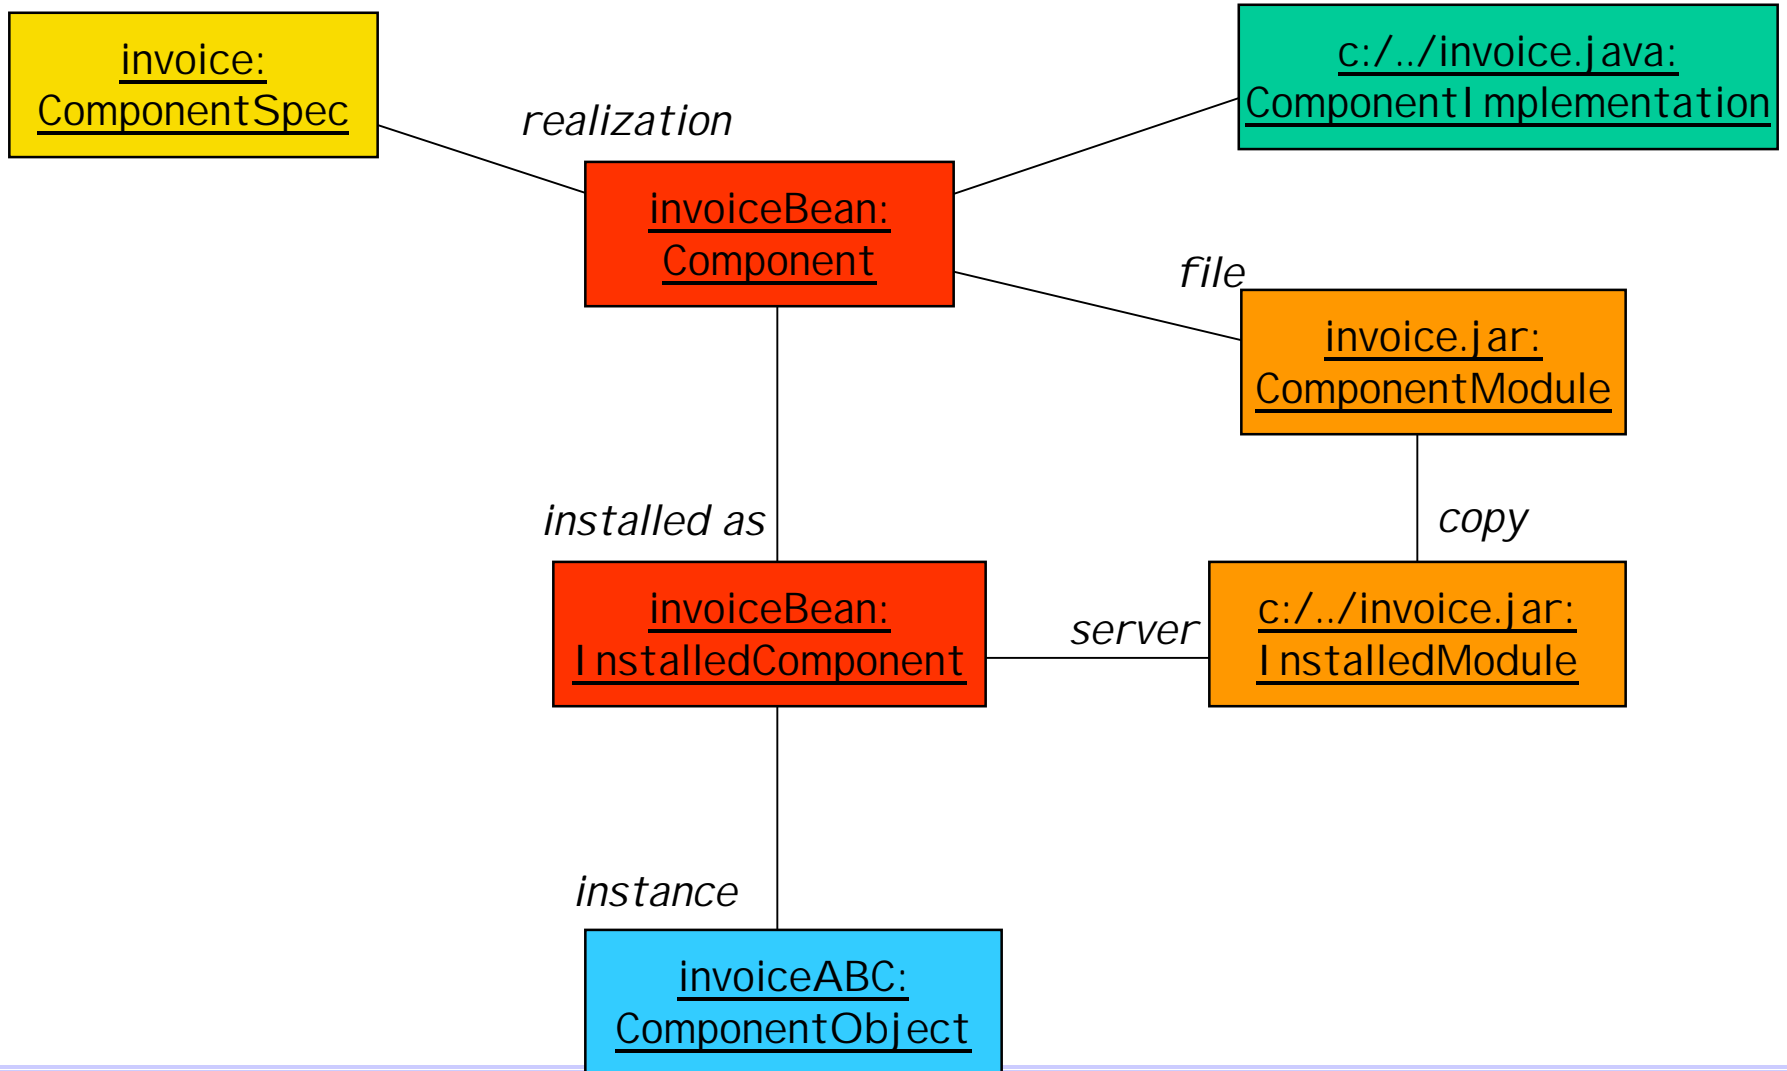 invoice:
ComponentSpec
c:/../invoice.java:
ComponentImplementation
realization
invoiceBean:
Component
file
invoice.jar:
ComponentModule
installed as
copy
invoiceBean:
InstalledComponent
server
c:/../invoice.jar:
InstalledModule
instance
invoiceABC:
ComponentObject